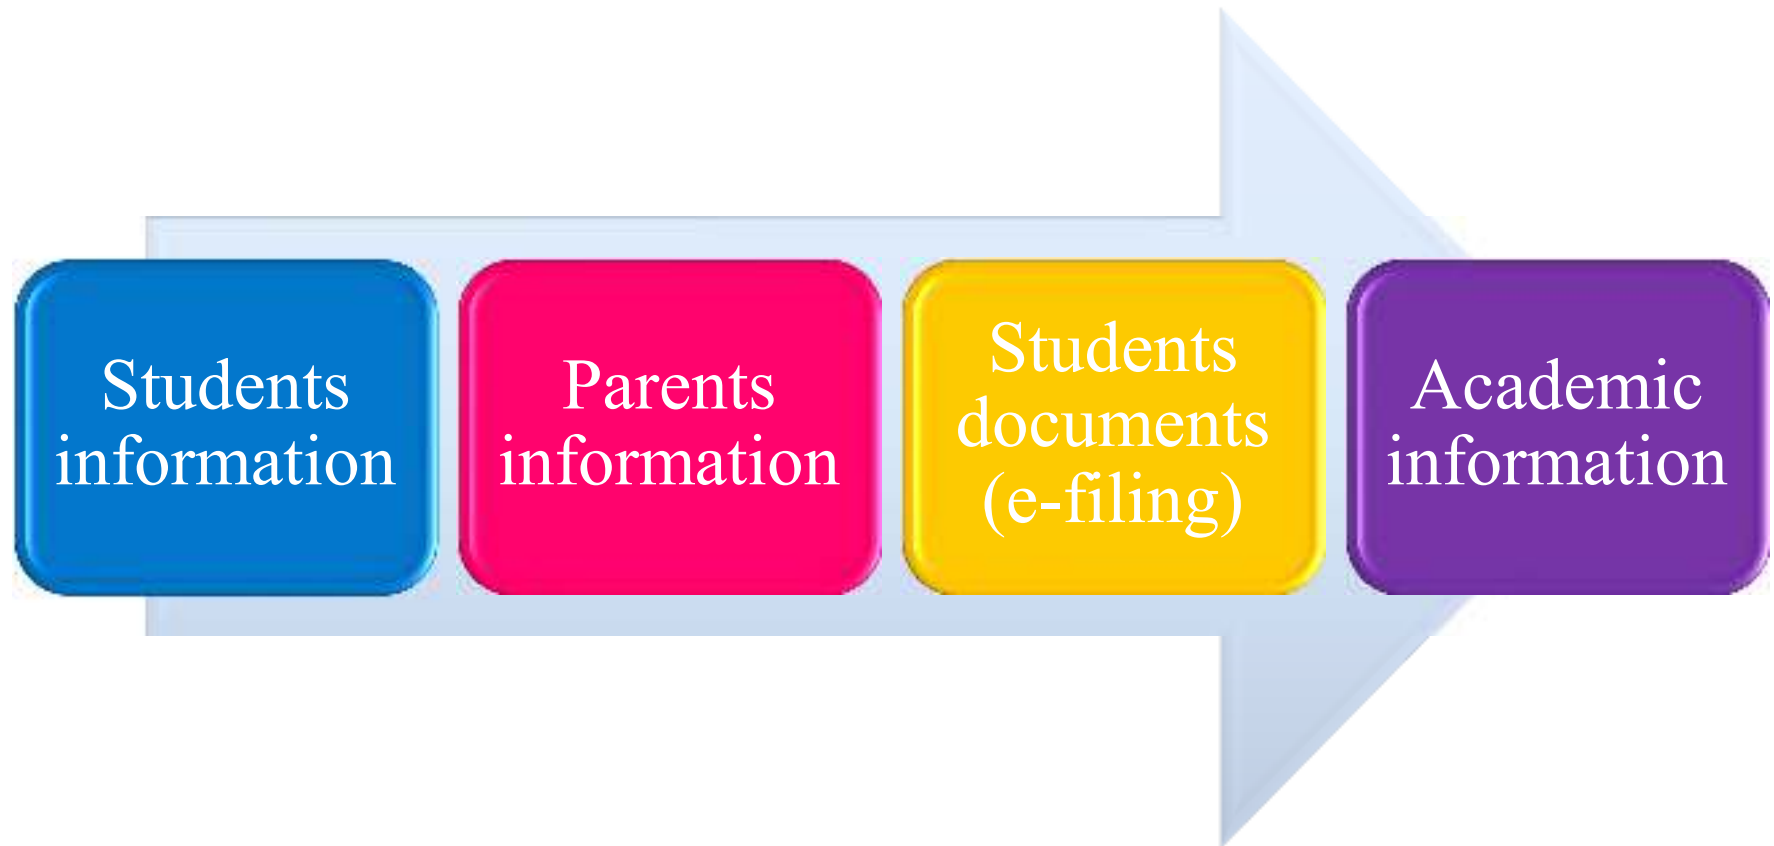 Students
information
Parents
information
Students
documents
(e-filing)
Academic
information